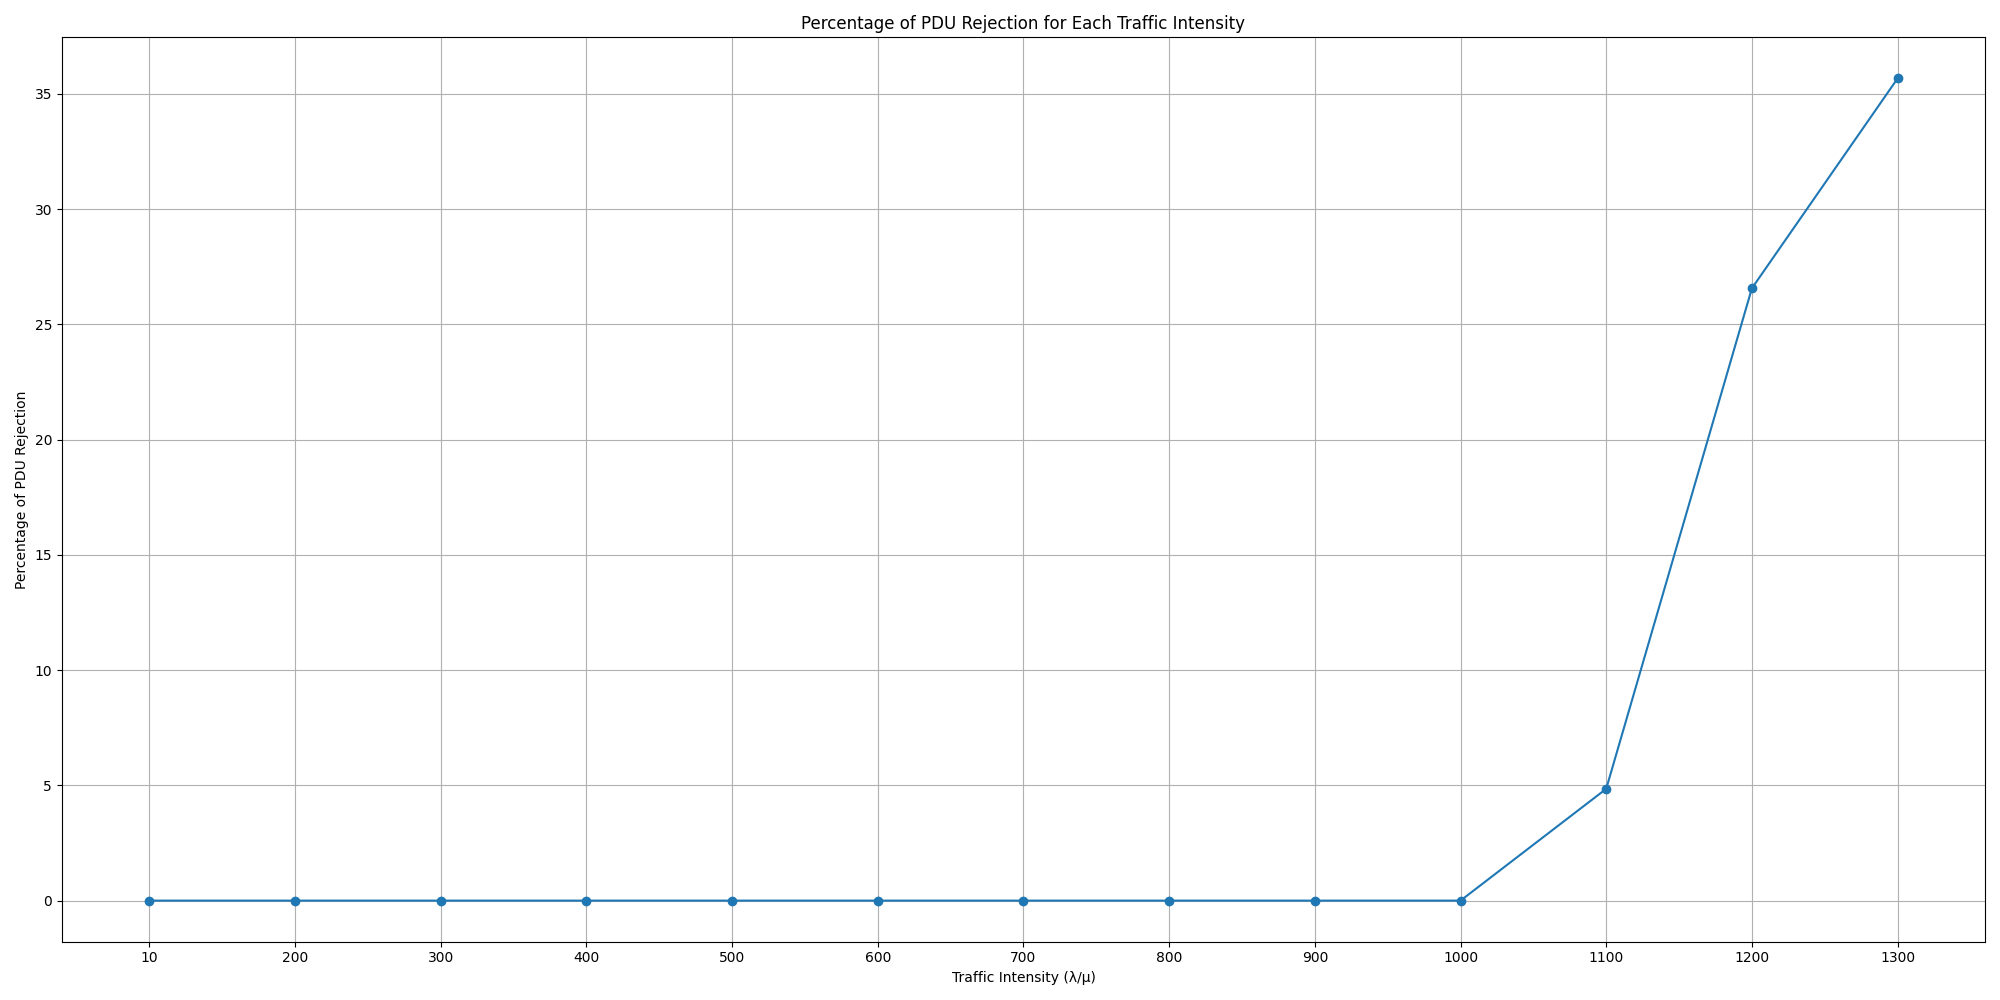 Percentage of PDU Rejection for Each Traffic Intensity
Percentage of PDU Rejection
35
30
25
20
15
10
5
0
10 200 300 400 500 600 700 800 900 1000 1100 1200 1300
Traffic Intensity (λ/μ)